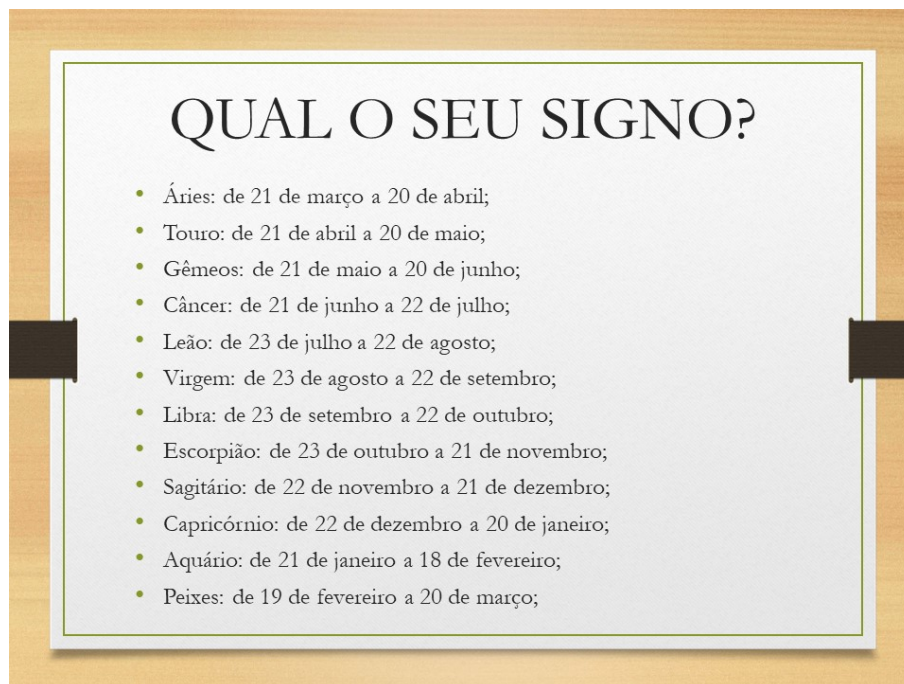 QUAL O SEU SIGNO?
• Áries: de 21 de março a 20 de abril;
• Touro: de 21 de abril a 20 de maio;
• Gêmeos: de 21 de maio a 20 de junho;
• Câncer: de 21 de junho a 22 de julho;
• Leão: de 23 de julho a 22 de agosto;
• Virgem: de 23 de agosto a 22 de setembro;
• Libra: de 23 de setembro a 22 de outubro;
• Escorpião: de 23 de outubro a 21 de novembro;
• Sagitário: de 22 de novembro a 21 de dezembro;
• Capricórnio: de 22 de dezembro a 20 de janeiro;
• Aquário: de 21 de janeiro a 18 de fevereiro;
• Peixes: de 19 de fevereiro a 20 de março;